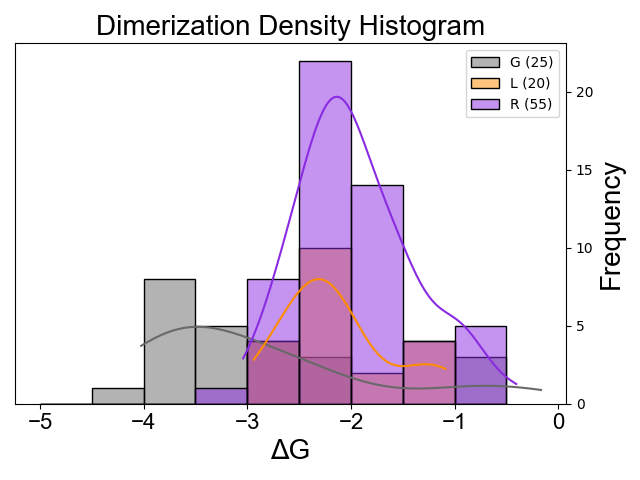 Dimerization Density Histogram
G (25)
L (20)
R (55)
20
15
10
5
0
Frequency
−5 −4 −3 −2 −1 0
ΔG